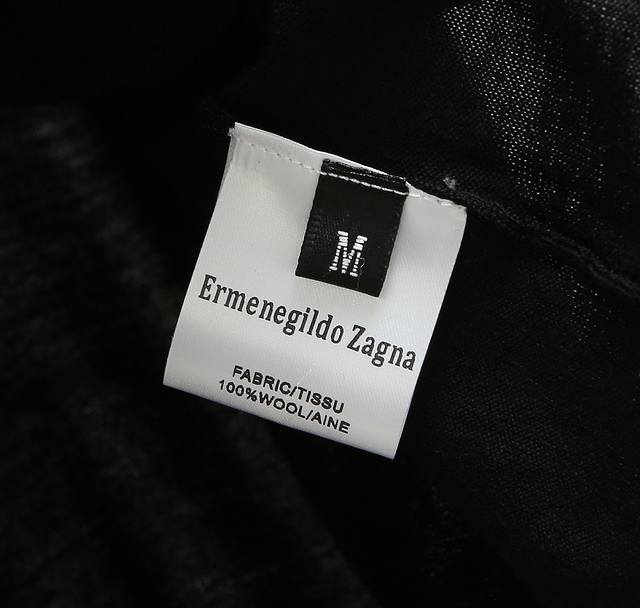 M
Ermenegildo Zagna
FABRIC/TISSU
100%WOOL/AINE